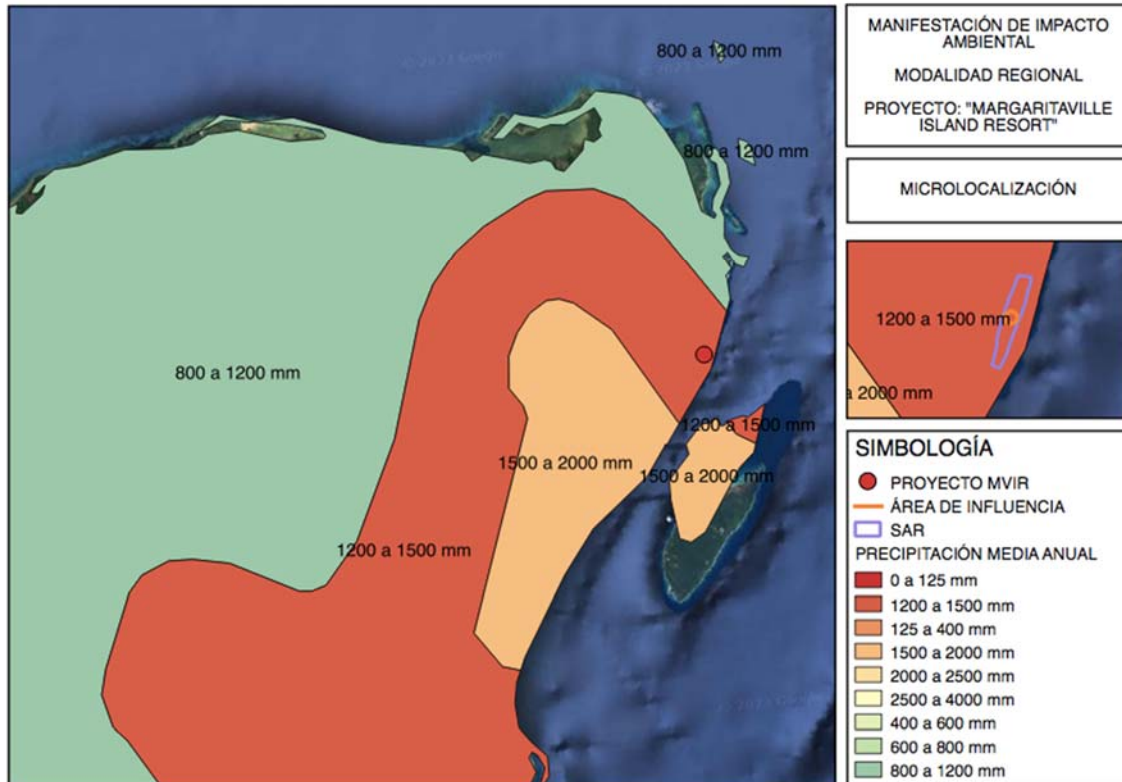 800 a 1200 mm
© 2023 Google
800 a 1200 mm
800 a 1200 mm
1200 a 1500 mm
1500 a 2000 mm
1500 a 2000 mm
1200 a 1500 mm
MANIFESTACIÓN DE IMPACTO
AMBIENTAL
MODALIDAD REGIONAL
PROYECTO: "MARGARITAVILLE
ISLAND RESORT"
MICROLOCALIZACIÓN
1200 a 1500 mm
a 2000 mm
SIMBOLOGÍA
PROYECTO MVIR
ÁREA DE INFLUENCIA
SAR
PRECIPITACIÓN MEDIA ANUAL
0 a 125 mm
1200 a 1500 mm
125 a 400 mm
1500 a 2000 mm
2000 a 2500 mm
2500 a 4000 mm
400 a 600 mm
600 a 800 mm
800 a 1200 mm